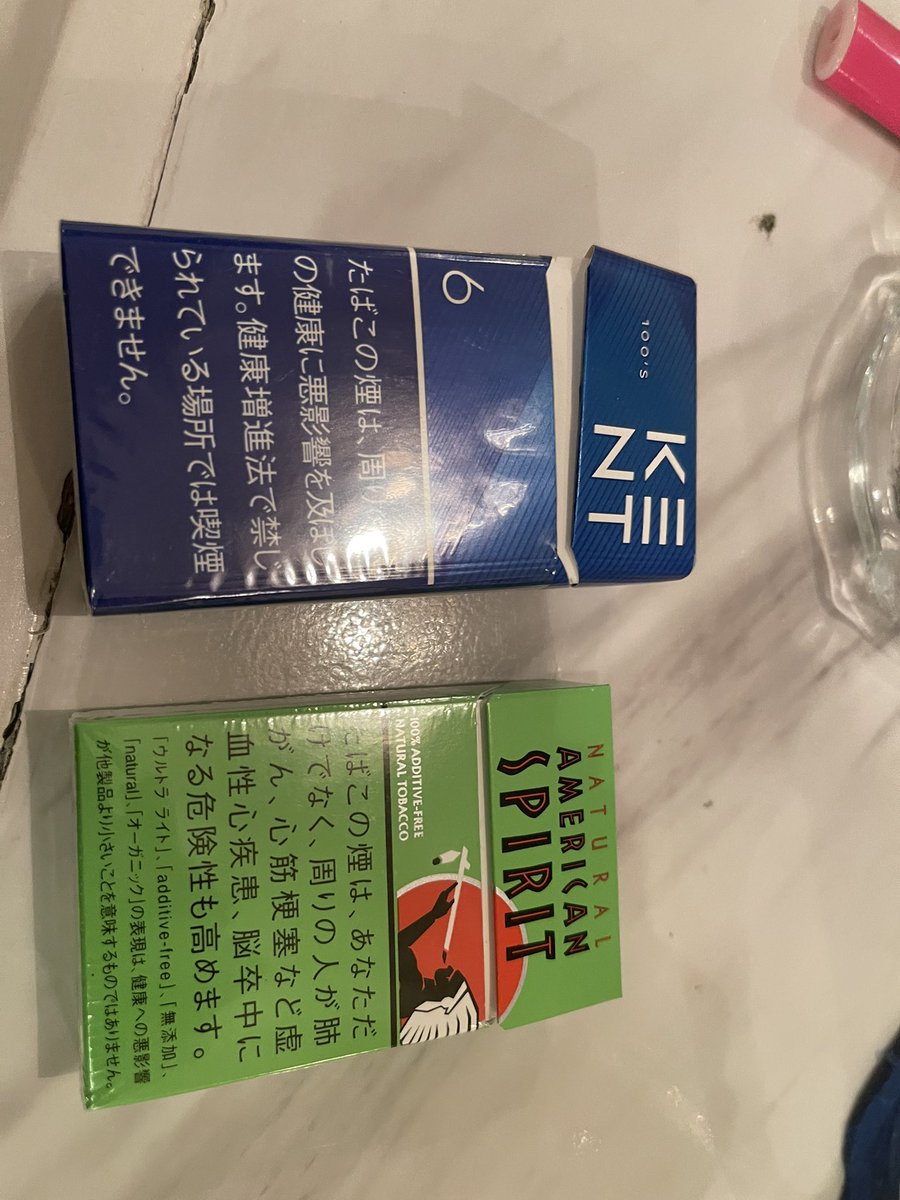 KE
NT
100's
6
たばこの煙は、周り
の健康に悪影響を及ぼし
ます。健康増進法で禁じ
られている場所では喫煙
できません。
NATURAL
AMERICAN
SPIRIT
100% ADDITIVE-FREE
NATURAL TOBACCO
たばこの煙は、あなただ
けでなく、周りの人が肺
がん、心筋梗塞など虚
血性心疾患、脳卒中に
なる危険性も高めます。
「ウルトラ ライト」、「additive-free」、「無添加」、
「natural」、「オーガニック」の表現は、健康への悪影響
が他製品より小さいことを意味するものではありません。